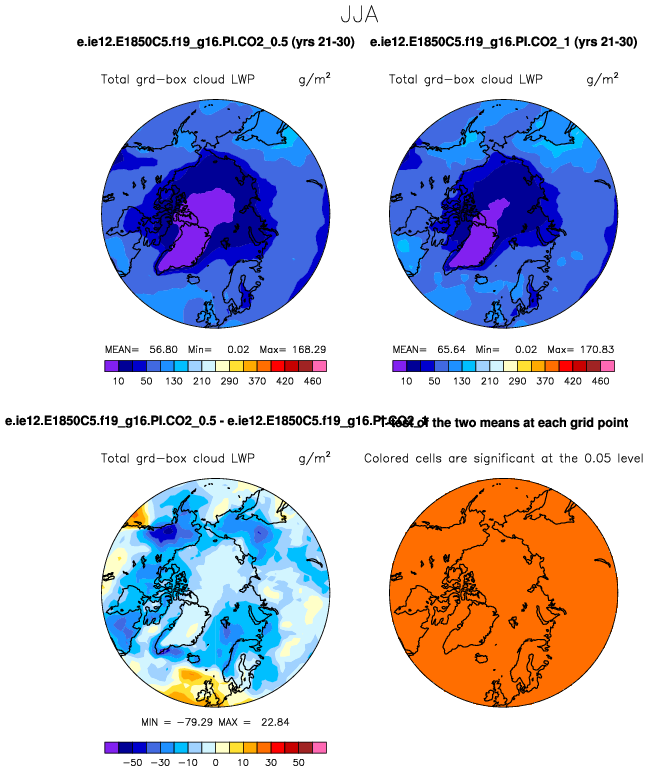 JJA
e.ie12.E1850C5.f19_g16.PI.CO2_0.5 (yrs 21-30)
e.ie12.E1850C5.f19_g16.PI.CO2_1 (yrs 21-30)
Total grd-box cloud LWP g/m²
Total grd-box cloud LWP g/m²
MEAN= 56.80 Min= 0.02 Max= 168.29
MEAN= 65.64 Min= 0.02 Max= 170.83
10 50 130 210 290 370 420 460
10 50 130 210 290 370 420 460
e.ie12.E1850C5.f19_g16.PI.CO2_0.5 - e.ie12.E1850C5.f19_g16.PI.CO2_1
T-test of the two means at each grid point
Total grd-box cloud LWP g/m²
Colored cells are significant at the 0.05 level
MIN = -79.29 MAX = 22.84
-50 -30 -10 0 10 30 50